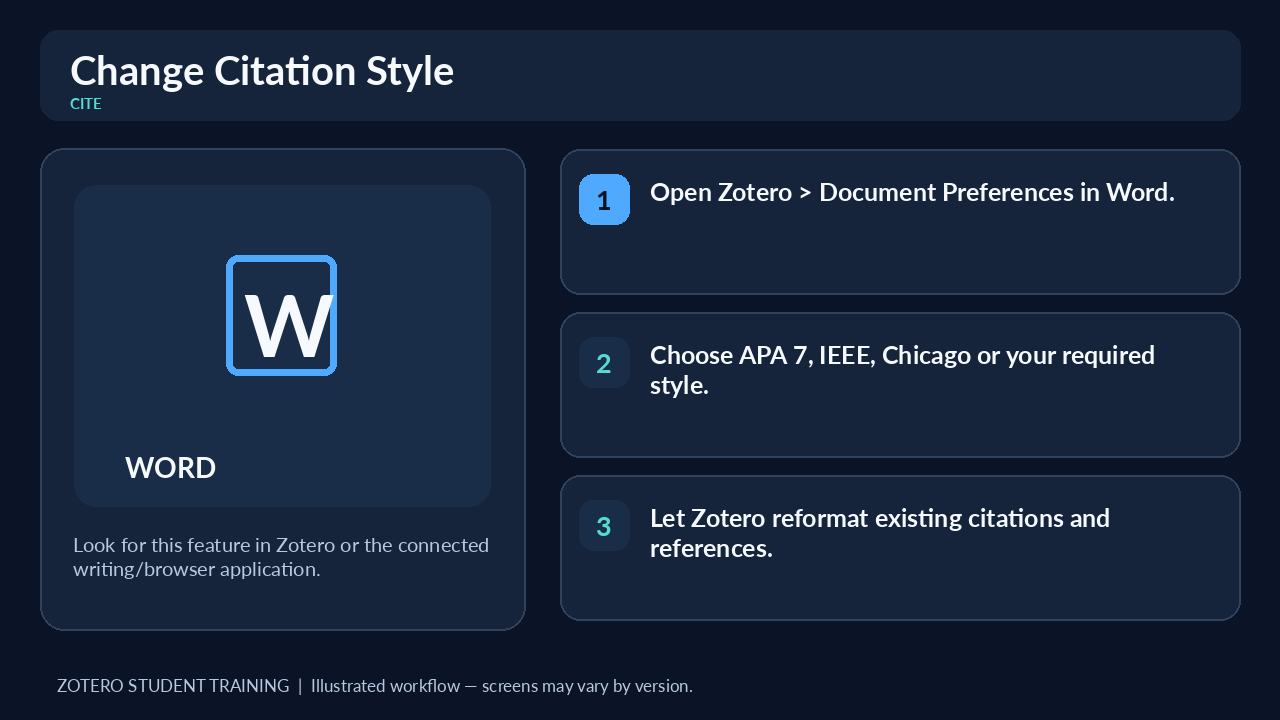 Change Citation Style
CITE
W
WORD
Look for this feature in Zotero or the connected
writing/browser application.
1
Open Zotero > Document Preferences in Word.
2
Choose APA 7, IEEE, Chicago or your required
style.
3
Let Zotero reformat existing citations and
references.
ZOTERO STUDENT TRAINING | Illustrated workflow — screens may vary by version.